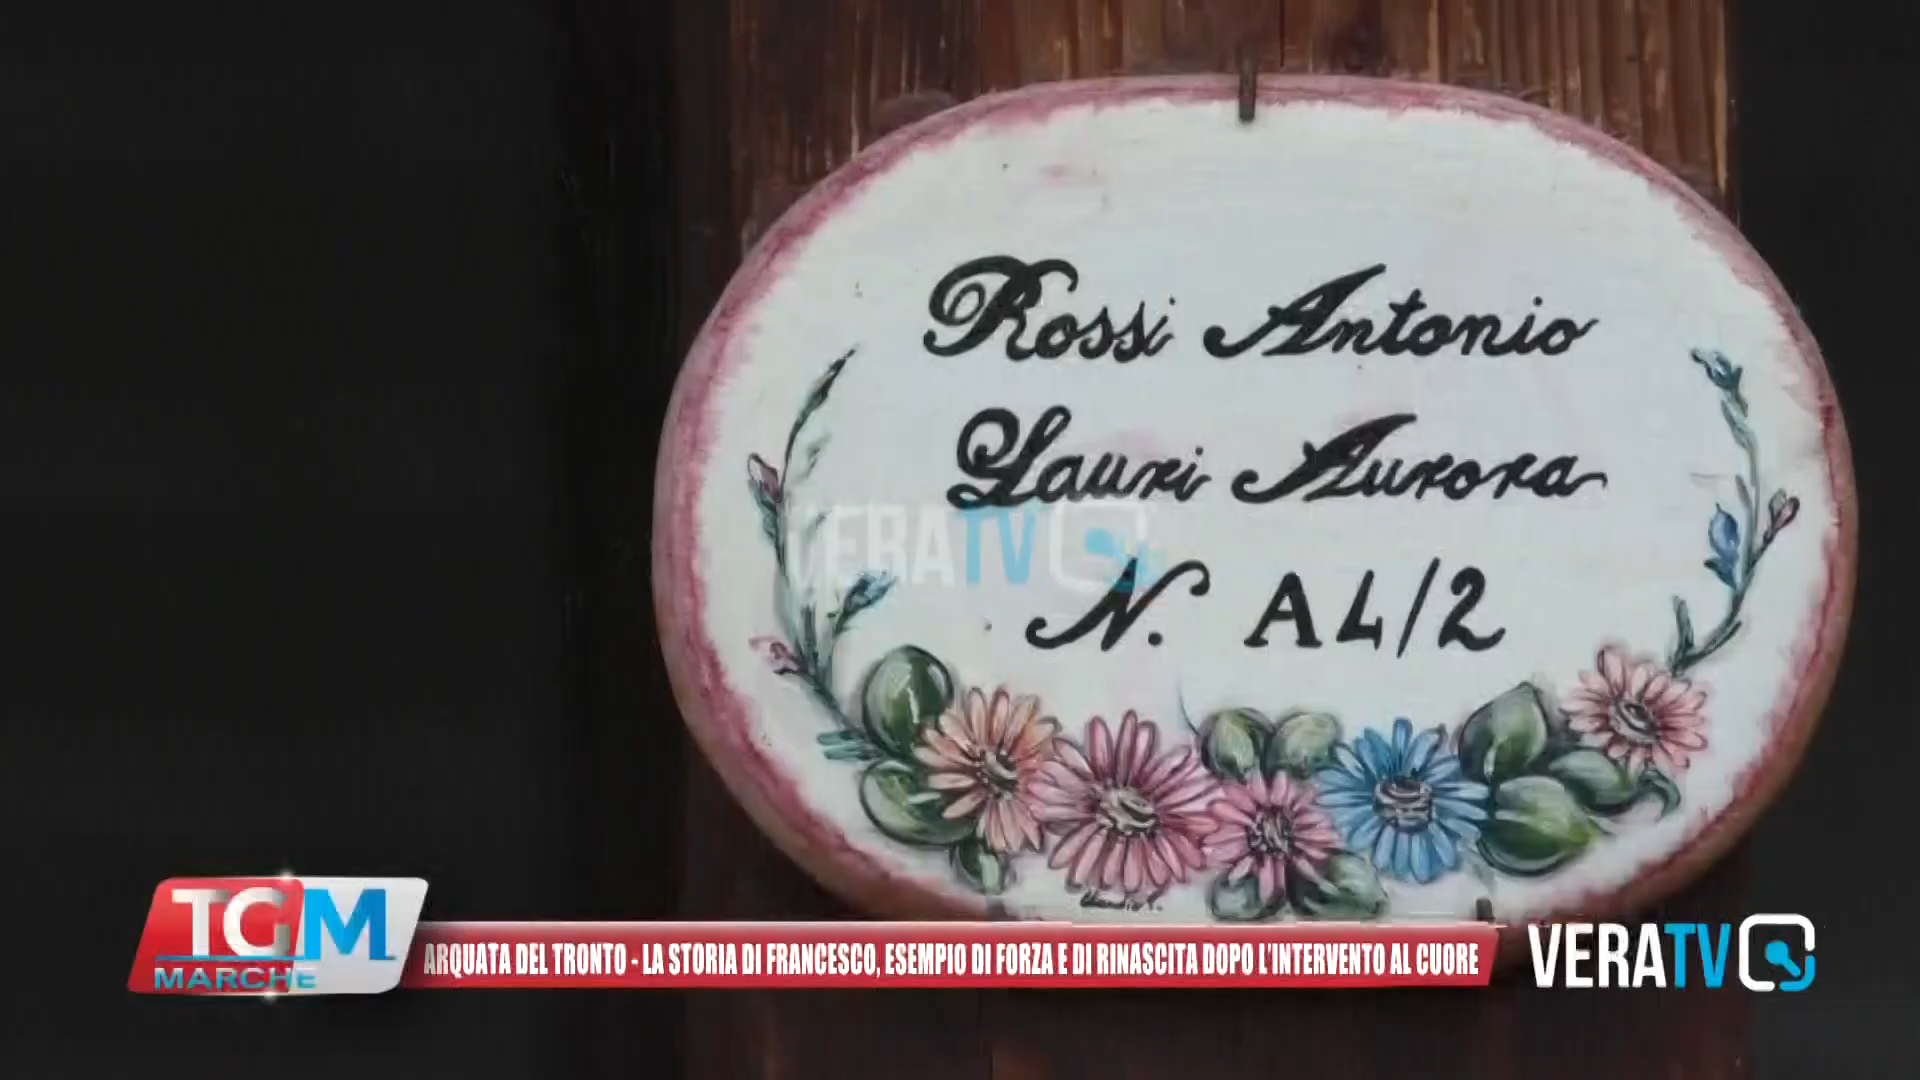 Rossi Antonio
Lauri Aurora
N. A4/2
VERATV
TGM
MARCHE
ARQUATA DEL TRONTO - LA STORIA DI FRANCESCO, ESEMPIO DI FORZA E DI RINASCITA DOPO L'INTERVENTO AL CUORE
VERATV